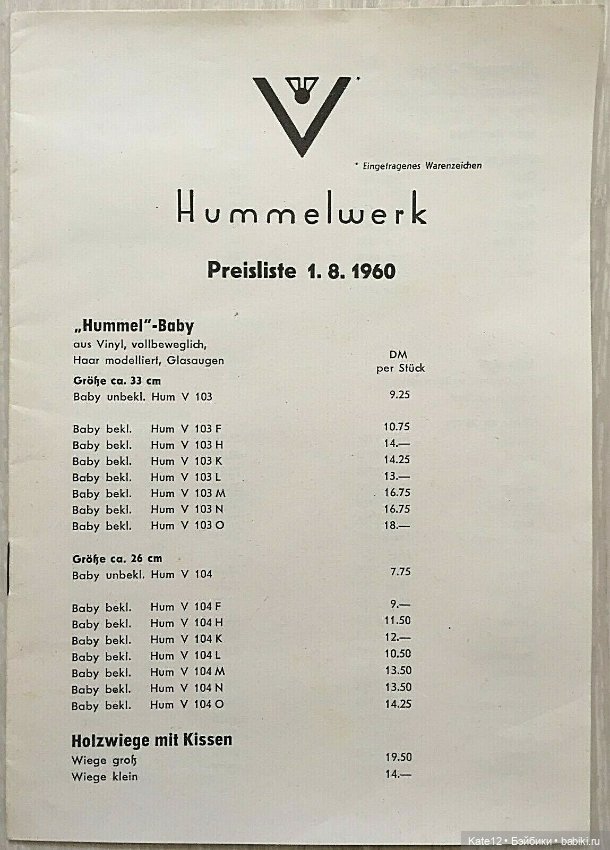 *
* Eingetragenes Warenzeichen
Hummelwerk
Preisliste 1. 8. 1960
„Hummel"-Baby
aus Vinyl, vollbeweglich,
Haar modelliert, Glasaugen
DM
per Stück
Größe ca. 33 cm
Baby unbekl. Hum V 103 9.25
Baby bekl. Hum V 103 F 10.75
Baby bekl. Hum V 103 H 14.—
Baby bekl. Hum V 103 K 14.25
Baby bekl. Hum V 103 L 13.—
Baby bekl. Hum V 103 M 16.75
Baby bekl. Hum V 103 N 16.75
Baby bekl. Hum V 103 O 18.—
Größe ca. 26 cm
Baby unbekl. Hum V 104 7.75
Baby bekl. Hum V 104 F 9.—
Baby bekl. Hum V 104 H 11.50
Baby bekl. Hum V 104 K 12.—
Baby bekl. Hum V 104 L 10.50
Baby bekl. Hum V 104 M 13.50
Baby bekl. Hum V 104 N 13.50
Baby bekl. Hum V 104 O 14.25
Holzwiege mit Kissen
Wiege groß 19.50
Wiege klein 14.—
Kate12 • Бэйбики • babiki.ru